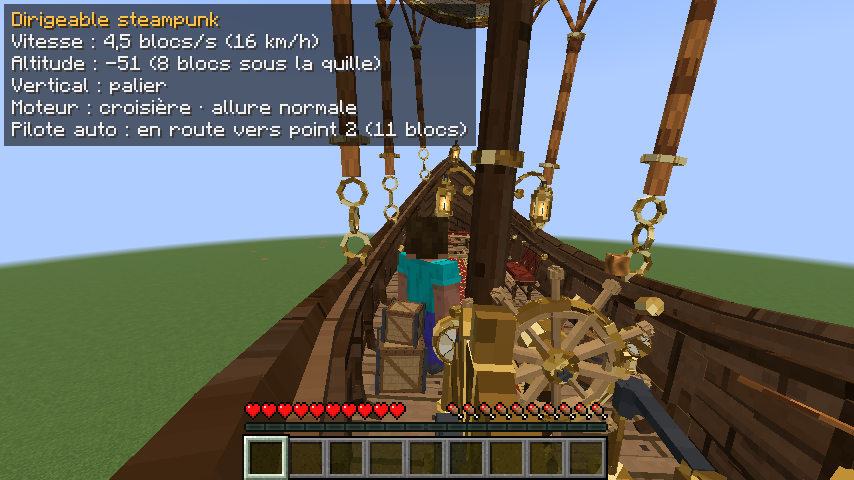 Dirigeable steampunk
Vitesse : 4,5 blocs/s (16 km/h)
Altitude : -51 (8 blocs sous la quille)
Vertical : palier
Moteur : croisière · allure normale
Pilote auto : en route vers point 2 (11 blocs)